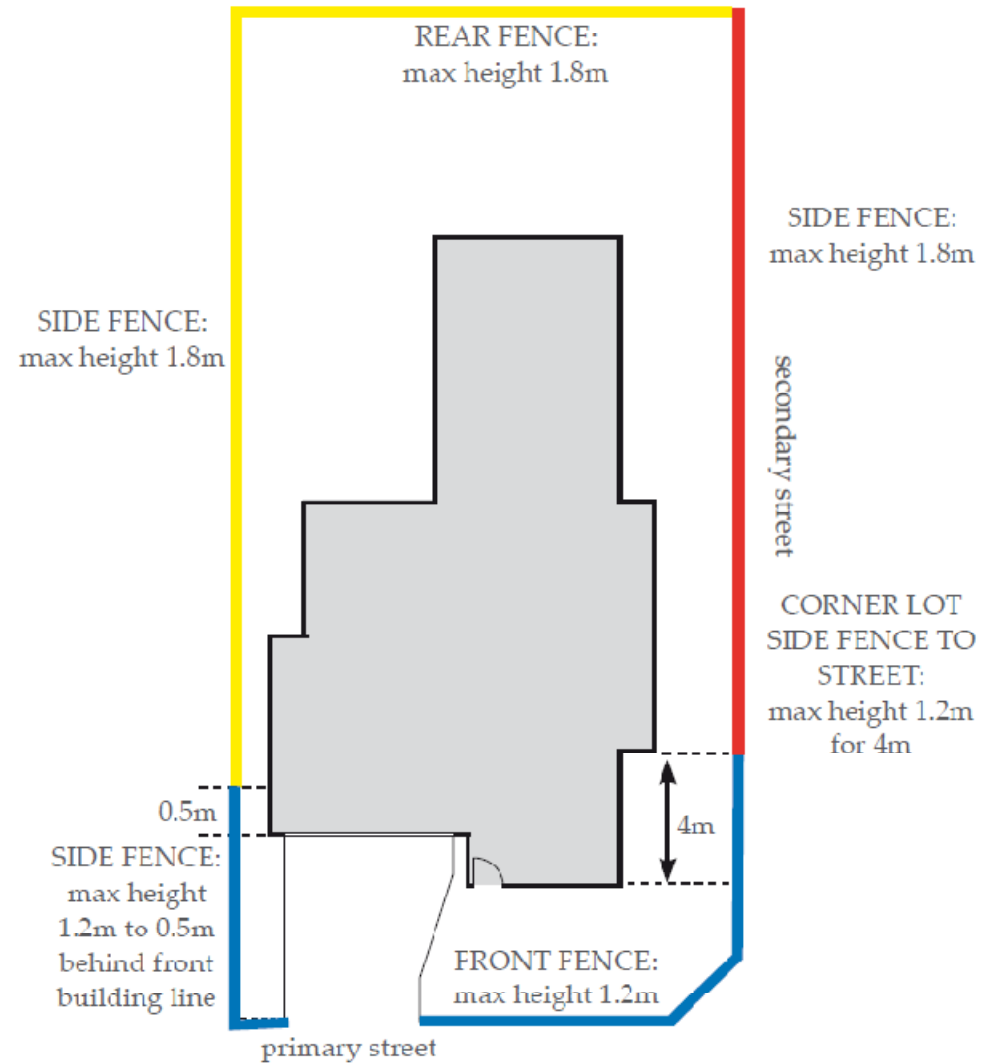 REAR FENCE:
max height 1.8m
SIDE FENCE:
max height 1.8m
SIDE FENCE:
max height 1.8m
secondary street
CORNER LOT
SIDE FENCE TO
STREET:
max height 1.2m
for 4m
0.5m
4m
SIDE FENCE:
max height
1.2m to 0.5m
behind front
building line
FRONT FENCE:
max height 1.2m
primary street